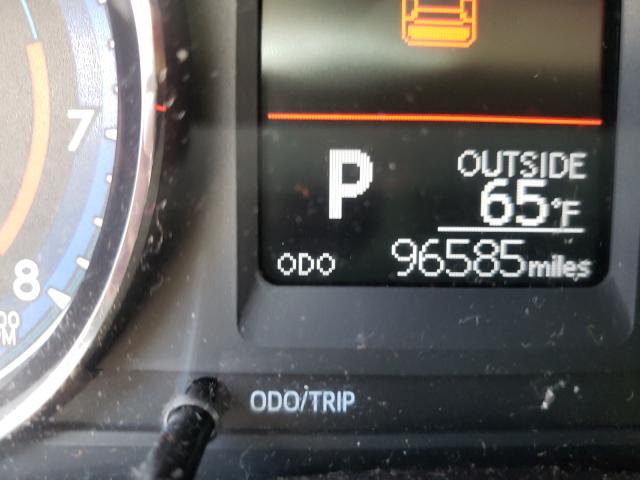 7
8
P
OUTSIDE
65°F
ODO 96585 miles
ODO/TRIP